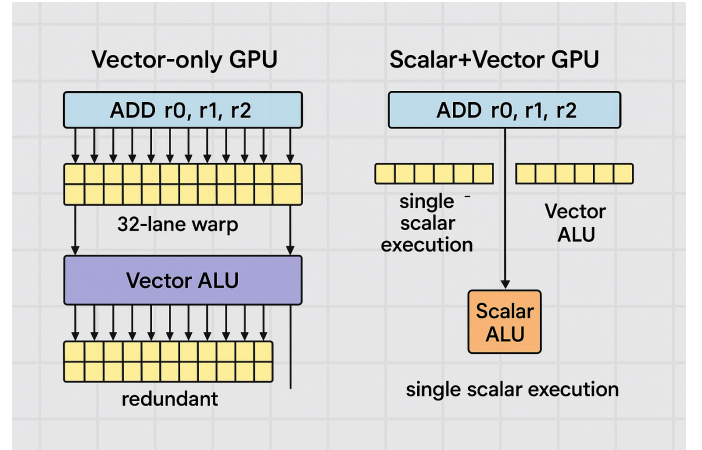 Vector-only GPU
ADD r0, r1, r2
32-lane warp
Vector ALU
redundant
Scalar+Vector GPU
ADD r0, r1, r2
single -
scalar
execution
Vector
ALU
Scalar
ALU
single scalar execution